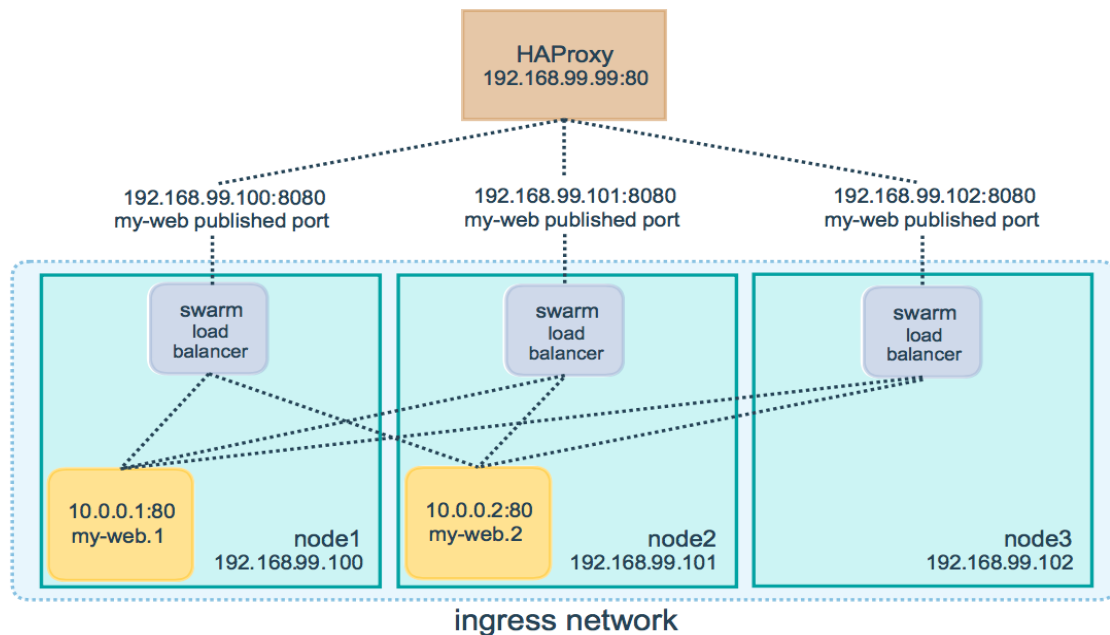 HAProxy
192.168.99.99:80
192.168.99.100:8080
my-web published port
192.168.99.101:8080
my-web published port
192.168.99.102:8080
my-web published port
swarm
load
balancer
swarm
load
balancer
swarm
load
balancer
10.0.0.1:80
my-web.1
node1
192.168.99.100
10.0.0.2:80
my-web.2
node2
192.168.99.101
node3
192.168.99.102
ingress network